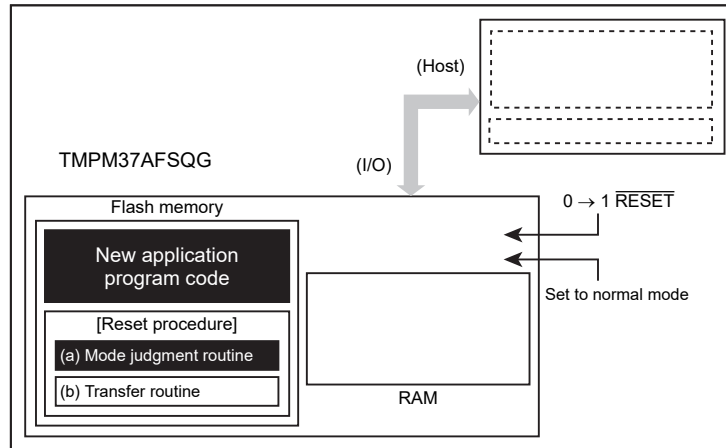 (Host)
TMPM37AFSQG
(I/O)
Flash memory
0 → 1 RESET
New application
program code
Set to normal mode
[Reset procedure]
(a) Mode judgment routine
(b) Transfer routine
RAM